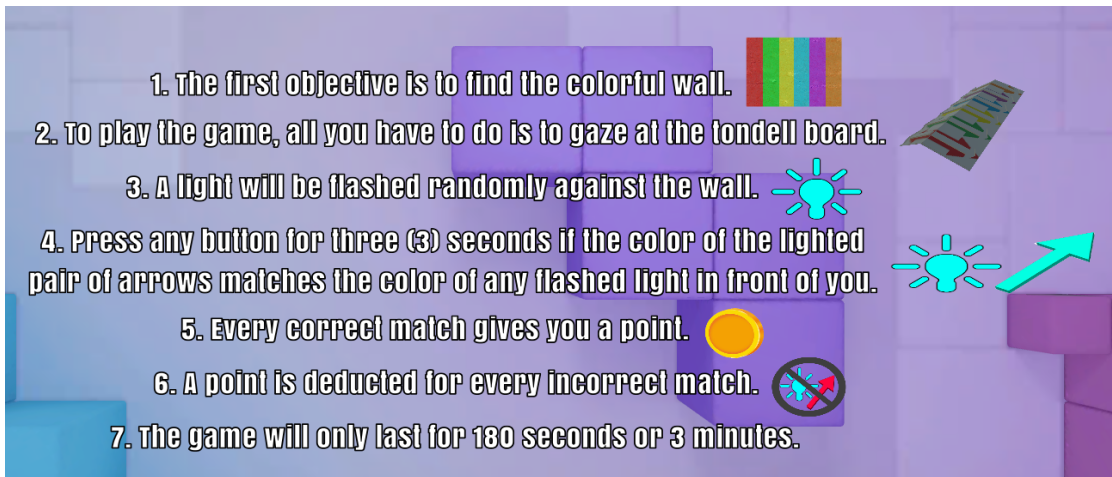 1. The first objective is to find the colorful wall.
2. To play the game, all you have to do is to gaze at the tondell board.
3. A light will be flashed randomly against the wall.
4. Press any button for three (3) seconds if the color of the lighted
pair of arrows matches the color of any flashed light in front of you.
5. Every correct match gives you a point.
6. A point is deducted for every incorrect match.
7. The game will only last for 180 seconds or 3 minutes.